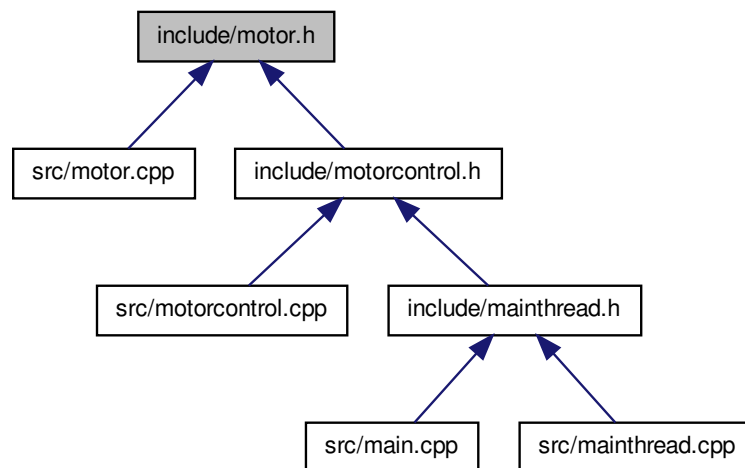 include/motor.h
src/motor.cpp
include/motorcontrol.h
src/motorcontrol.cpp
include/mainthread.h
src/main.cpp
src/mainthread.cpp